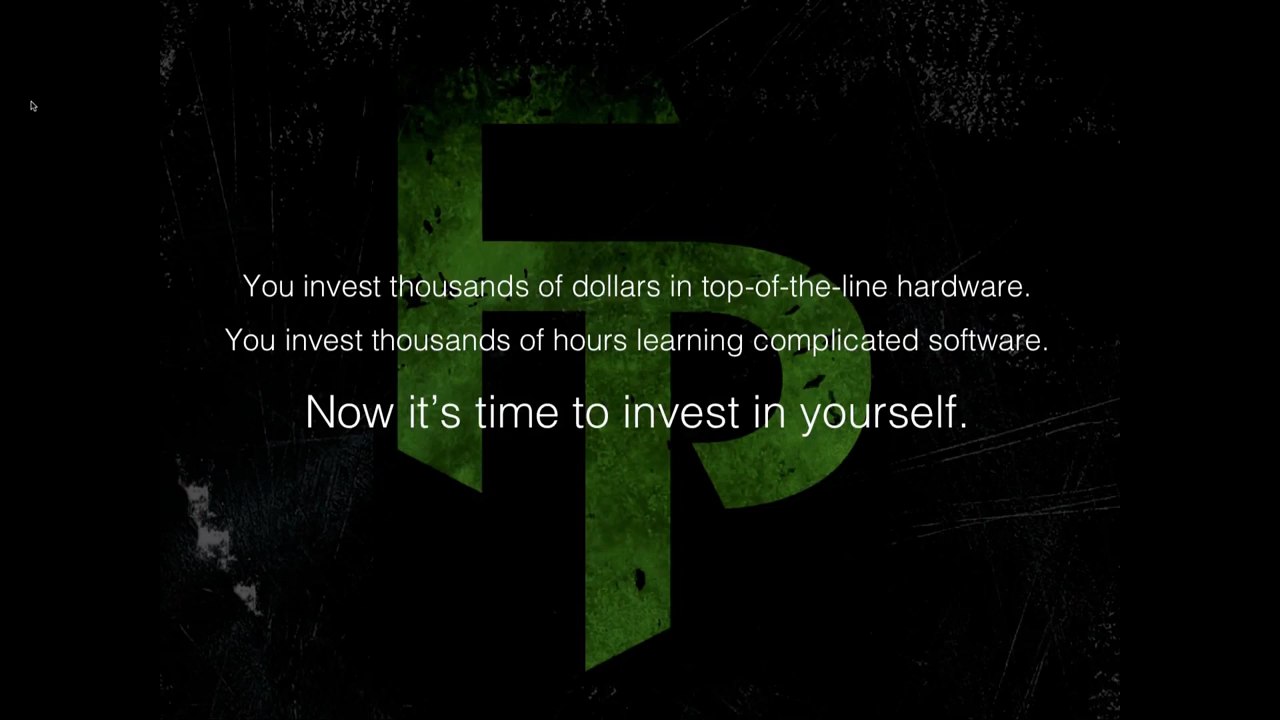 You invest thousands of dollars in top-of-the-line hardware.
You invest thousands of hours learning complicated software.
Now it’s time to invest in yourself.